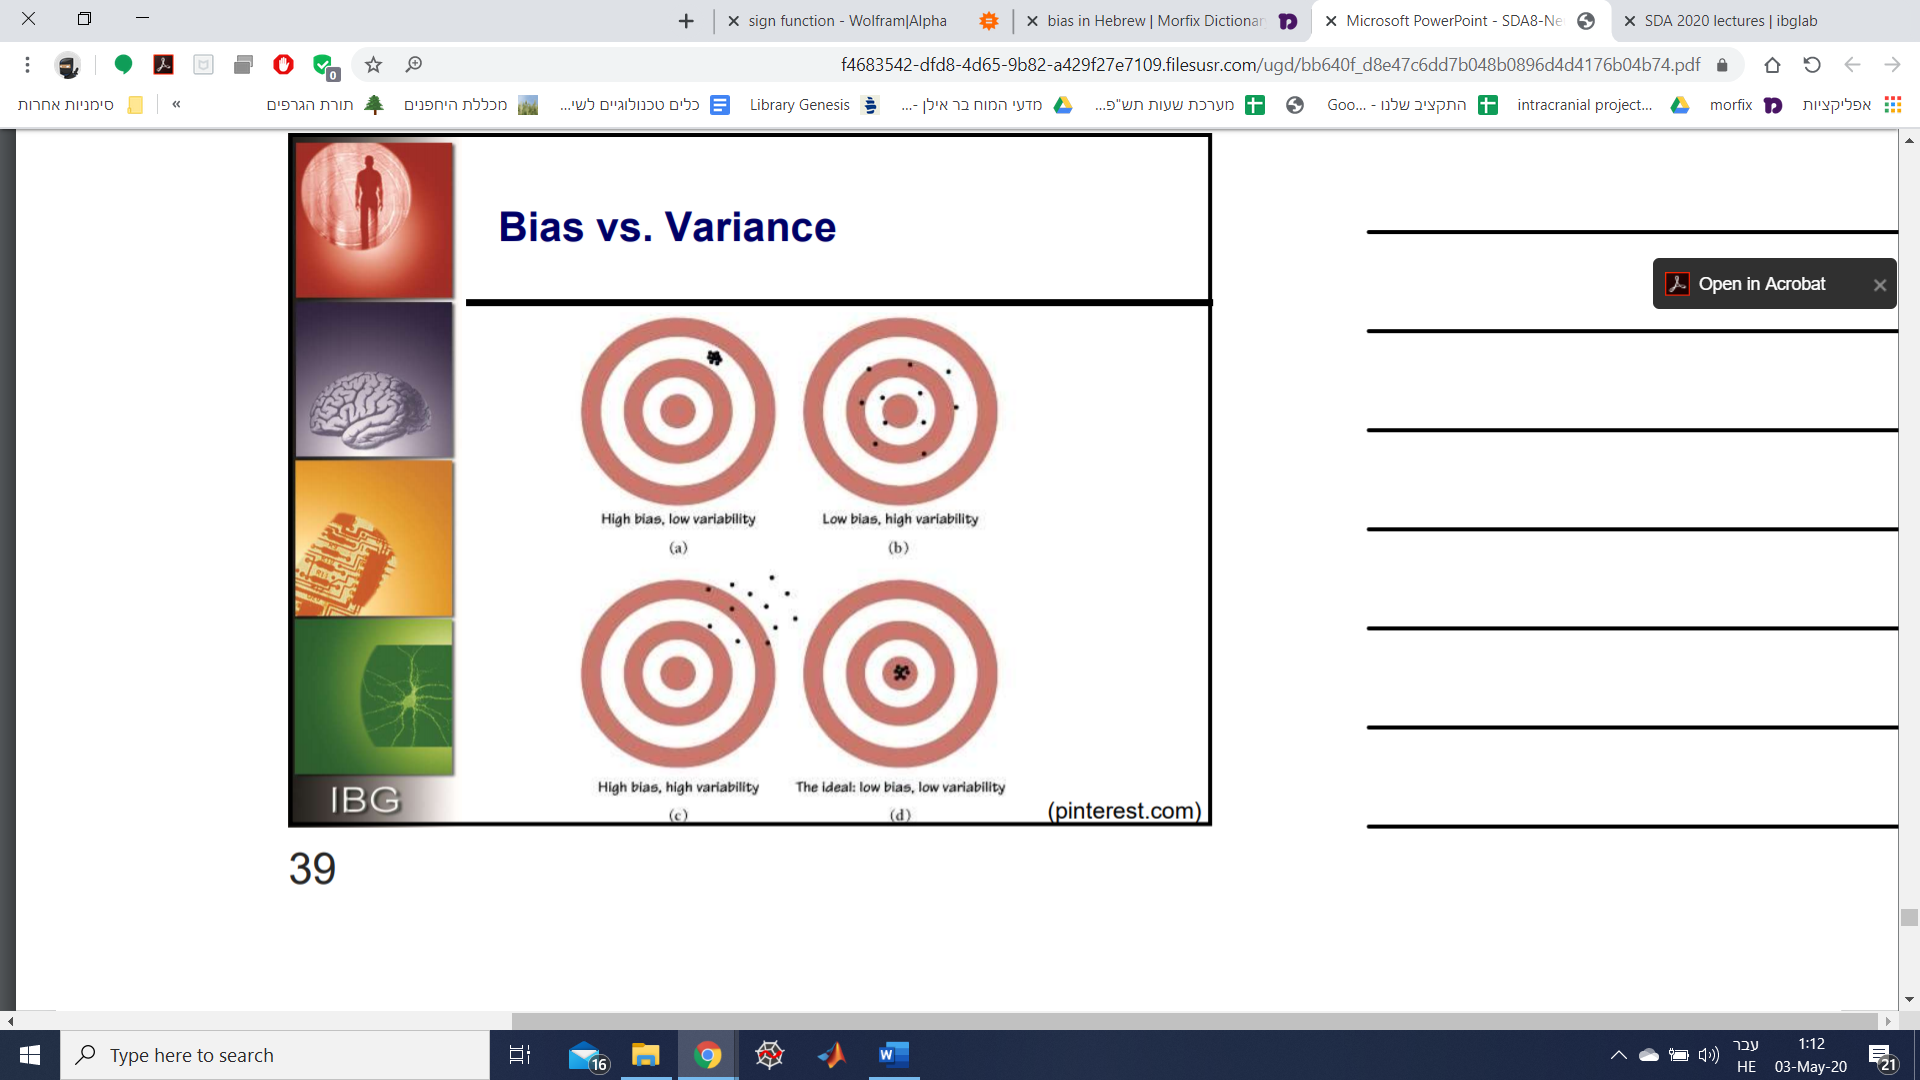 sign function - Wolfram|Alpha
bias in Hebrew | Morfix Dictionar
Microsoft PowerPoint - SDA8-Ne
SDA 2020 lectures | ibglab
0
f4683542-dfd8-4d65-9b82-a429f27e7109.filesusr.com/ugd/bb640f_d8e47c6dd7b048b0896d4d4176b04b74.pdf
סימניות אחרות
»
תורת הגרפים
מכללת היחפנים
כלים טכנולוגיים לשי...
Library Genesis
מדעי המוח בר אילן -...
מערכת שעות תש"פ...
Goo... - התקציב שלנו
intracranial project...
morfix
אפליקציות
Bias vs. Variance
Open in Acrobat
High bias, low variability
(a)
Low bias, high variability
(b)
High bias, high variability
(c)
The ideal: low bias, low variability
(d)
IBG
(pinterest.com)
39
Type here to search
16
W
עבר
HE
1:12
03-May-20
21